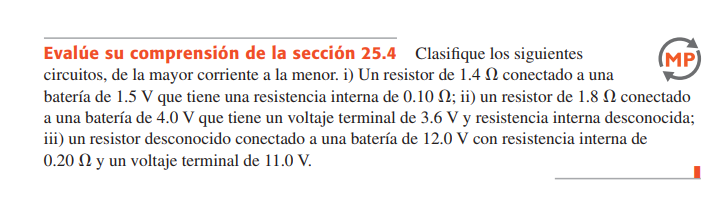 Evalúe su comprensión de la sección 25.4 Clasifique los siguientes
circuitos, de la mayor corriente a la menor. i) Un resistor de 1.4 Ω conectado a una
batería de 1.5 V que tiene una resistencia interna de 0.10 Ω; ii) un resistor de 1.8 Ω conectado
a una batería de 4.0 V que tiene un voltaje terminal de 3.6 V y resistencia interna desconocida;
iii) un resistor desconocido conectado a una batería de 12.0 V con resistencia interna de
0.20 Ω y un voltaje terminal de 11.0 V.
MP